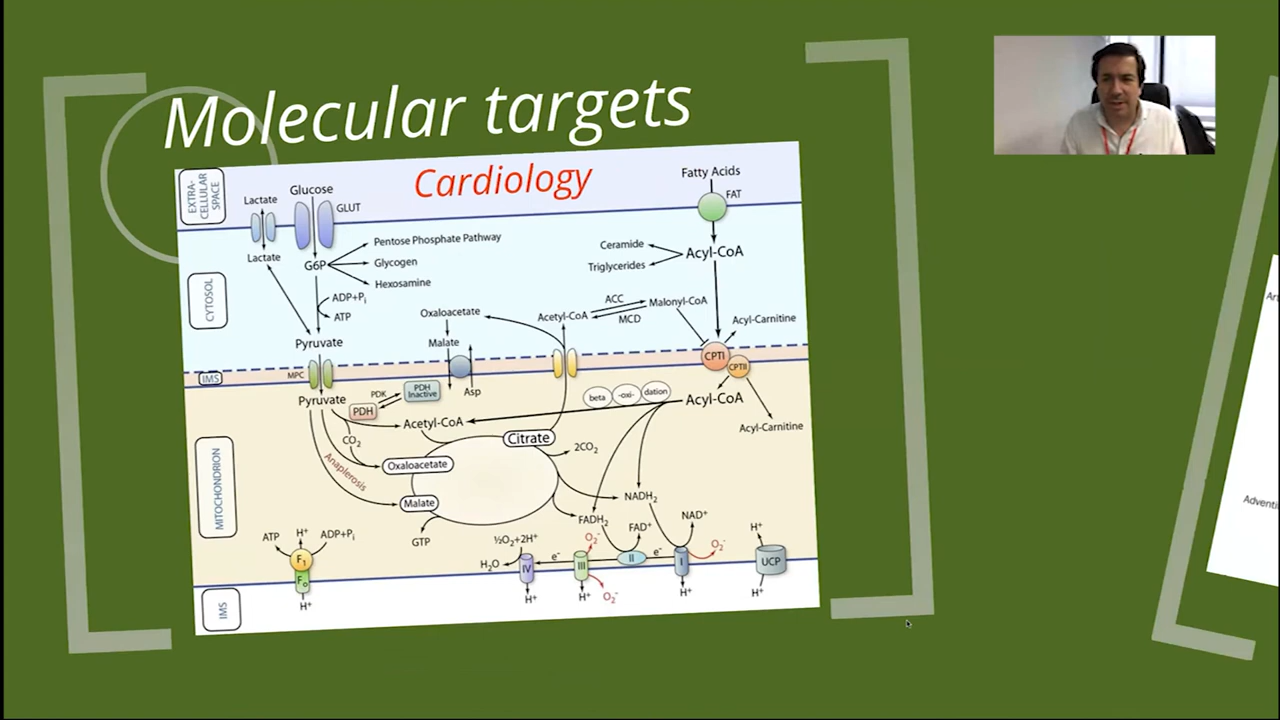 Molecular targets
Cardiology
EXTRA-
CELLULAR
SPACE
Lactate
Glucose
GLUT
Fatty Acids
FAT
Lactate
G6P
Pentose Phosphate Pathway
Glycogen
Hexosamine
Ceramide
Triglycerides
Acyl-CoA
CYTOSOL
ADP+Pi
ATP
Pyruvate
Oxaloacetate
Malate
Acetyl-CoA
ACC
MCD
Malonyl-CoA
Acyl-Carnitine
CPTI
CPTII
IMS
MPC
Asp
Pyruvate
PDK
PDH
PDH
Inactive
beta
-oxi-
dation
Acyl-CoA
Acetyl-CoA
Acyl-Carnitine
MITOCHONDRION
CO2
Anaplerosis
Oxaloacetate
Citrate
2CO2
Malate
GTP
NADH2
FADH2
FAD+
NAD+
ATP
H+
ADP+Pi
F1
Fo
H+
½O2+2H+
H2O
IV
e-
O2-
III
II
e-
I
O2-
H+
UCP
H+
H+
H+
O2-
H+
IMS
Adventi